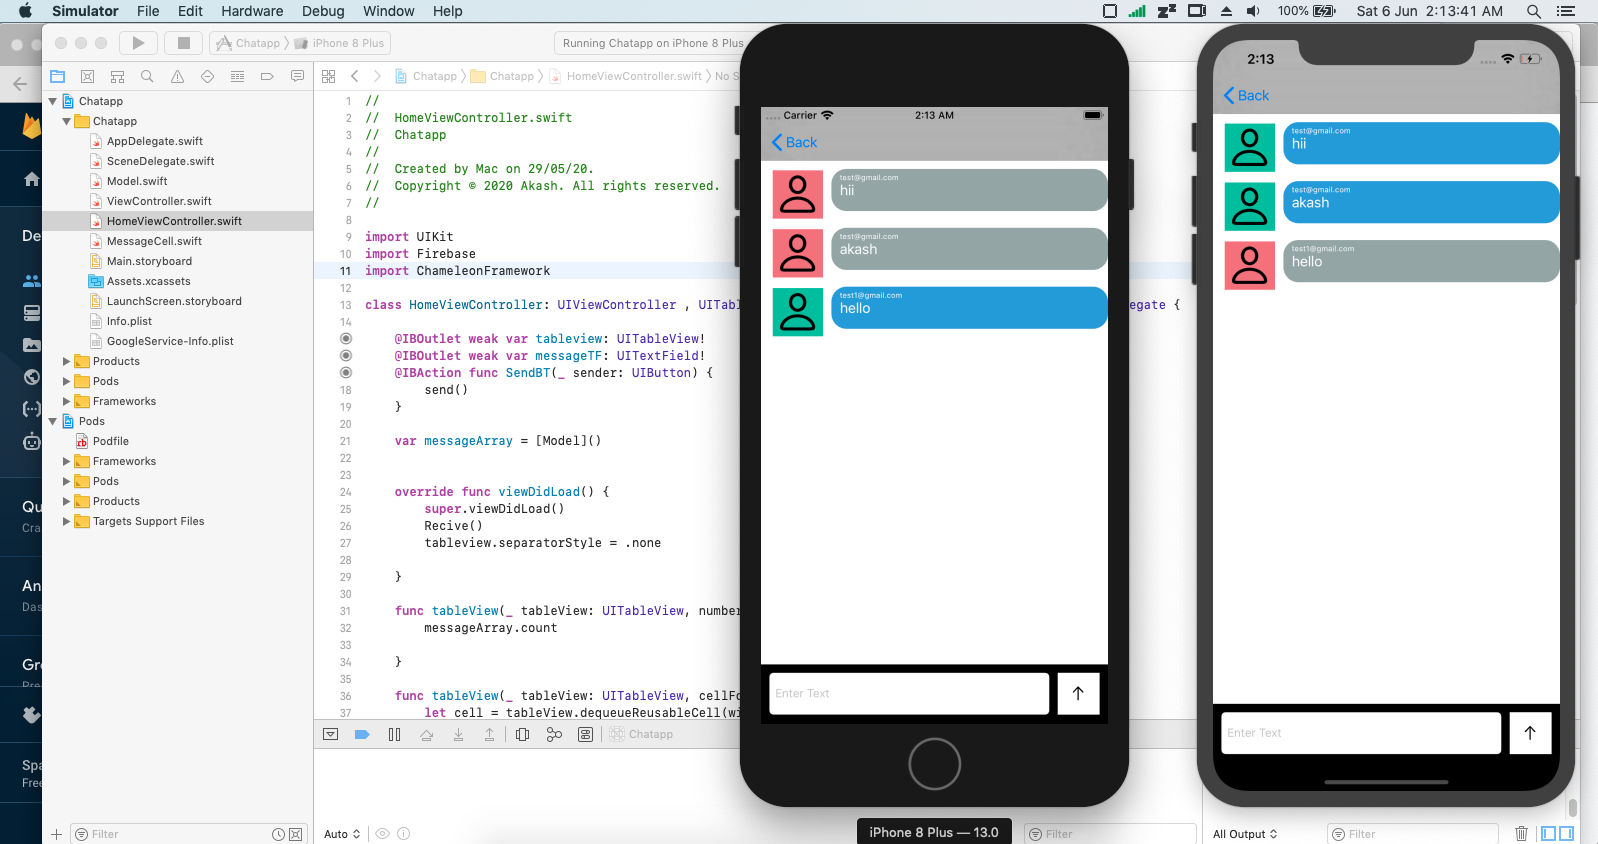 Simulator File Edit Hardware Debug Window Help 100% Sat 6 Jun 2:13:41 AM
Chatapp iPhone 8 Plus Running Chatapp on iPhone 8 Plus
Chatapp Chatapp HomeViewController.swift No S
Chatapp
Chatapp
AppDelegate.swift
SceneDelegate.swift
Model.swift
ViewController.swift
HomeViewController.swift
MessageCell.swift
Main.storyboard
Assets.xcassets
LaunchScreen.storyboard
Info.plist
GoogleService-Info.plist
Products
Pods
Frameworks
Pods
Podfile
Frameworks
Pods
Products
Targets Support Files
Filter
De
Qu
Cra
An
Das
Gro
Pre
Spa
Free
1 //
2 // HomeViewController.swift
3 // Chatapp
4 //
5 // Created by Mac on 29/05/20.
6 // Copyright © 2020 Akash. All rights reserved.
7 //
8
9 import UIKit
10 import Firebase
11 import ChameleonFramework
12
13 class HomeViewController: UIViewController , UITabl egate {
14
@IBOutlet weak var tableview: UITableView!
@IBOutlet weak var messageTF: UITextField!
@IBAction func SendBT(_ sender: UIButton) {
18 send()
19 }
20
21 var messageArray = [Model]()
22
23
24 override func viewDidLoad() {
25 super.viewDidLoad()
26 Recive()
27 tableview.separatorStyle = .none
28
29 }
30
31 func tableView(_ tableView: UITableView, number
32 messageArray.count
33
34 }
35
36 func tableView(_ tableView: UITableView, cellFo
37 let cell = tableView.dequeueReusableCell(wi
Chatapp
Auto
Filter
All Output
Filter
Carrier 2:13 AM
Back
test@gmail.com
hii
test@gmail.com
akash
test1@gmail.com
hello
Enter Text
iPhone 8 Plus — 13.0
2:13
Back
test@gmail.com
hii
test@gmail.com
akash
test1@gmail.com
hello
Enter Text